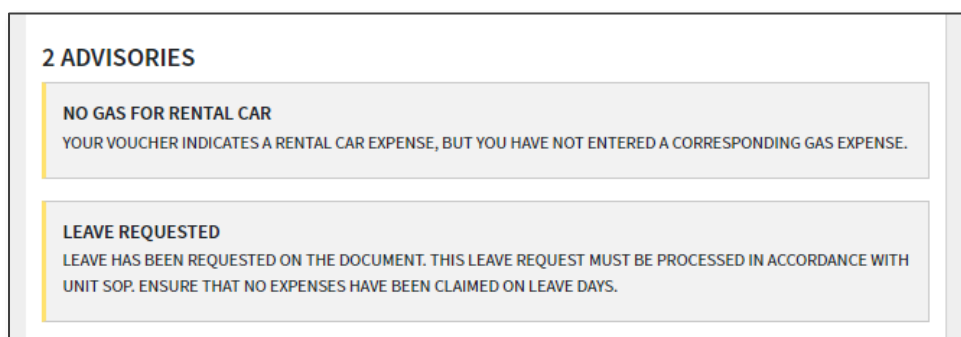 2 ADVISORIES
NO GAS FOR RENTAL CAR
YOUR VOUCHER INDICATES A RENTAL CAR EXPENSE, BUT YOU HAVE NOT ENTERED A CORRESPONDING GAS EXPENSE.
LEAVE REQUESTED
LEAVE HAS BEEN REQUESTED ON THE DOCUMENT. THIS LEAVE REQUEST MUST BE PROCESSED IN ACCORDANCE WITH
UNIT SOP. ENSURE THAT NO EXPENSES HAVE BEEN CLAIMED ON LEAVE DAYS.